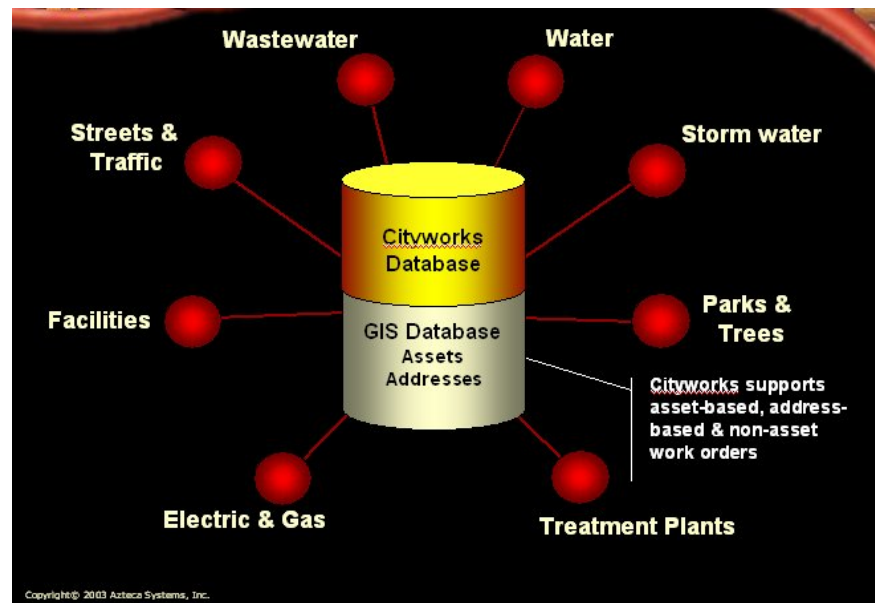 Wastewater
Water
Streets &
Traffic
Storm water
Cityworks
Database
Facilities
GIS Database
Assets
Addresses
Parks &
Trees
Cityworks supports
asset-based, address-
based & non-asset
work orders
Electric & Gas
Treatment Plants
Copyright© 2003 Azteca Systems, Inc.